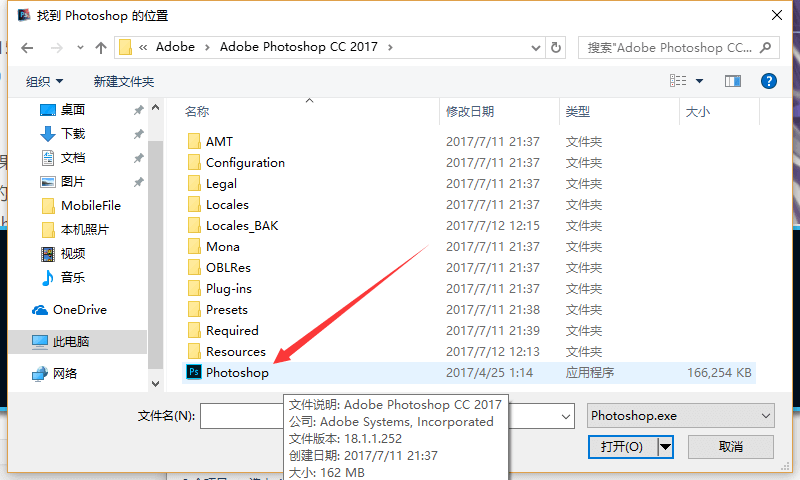 找到 Photoshop 的位置
« Adobe › Adobe Photoshop CC 2017 ›
搜索"Adobe Photoshop CC...
组织
新建文件夹
名称 修改日期 类型 大小
桌面
下载
文档
图片
MobileFile
本机照片
视频
音乐
OneDrive
此电脑
网络
AMT 2017/7/11 21:37 文件夹
Configuration 2017/7/11 21:37 文件夹
Legal 2017/7/11 21:37 文件夹
Locales 2017/7/11 21:37 文件夹
Locales_BAK 2017/7/12 12:15 文件夹
Mona 2017/7/11 21:37 文件夹
OBLRes 2017/7/11 21:37 文件夹
Plug-ins 2017/7/11 21:37 文件夹
Presets 2017/7/11 21:38 文件夹
Required 2017/7/11 21:39 文件夹
Resources 2017/7/12 12:13 文件夹
Ps Photoshop 2017/4/25 1:14 应用程序 166,254 KB
文件说明: Adobe Photoshop CC 2017
公司: Adobe Systems, Incorporated
文件版本: 18.1.1.252
创建日期: 2017/7/11 21:37
大小: 162 MB
文件名(N):
Photoshop.exe
打开(O)
取消